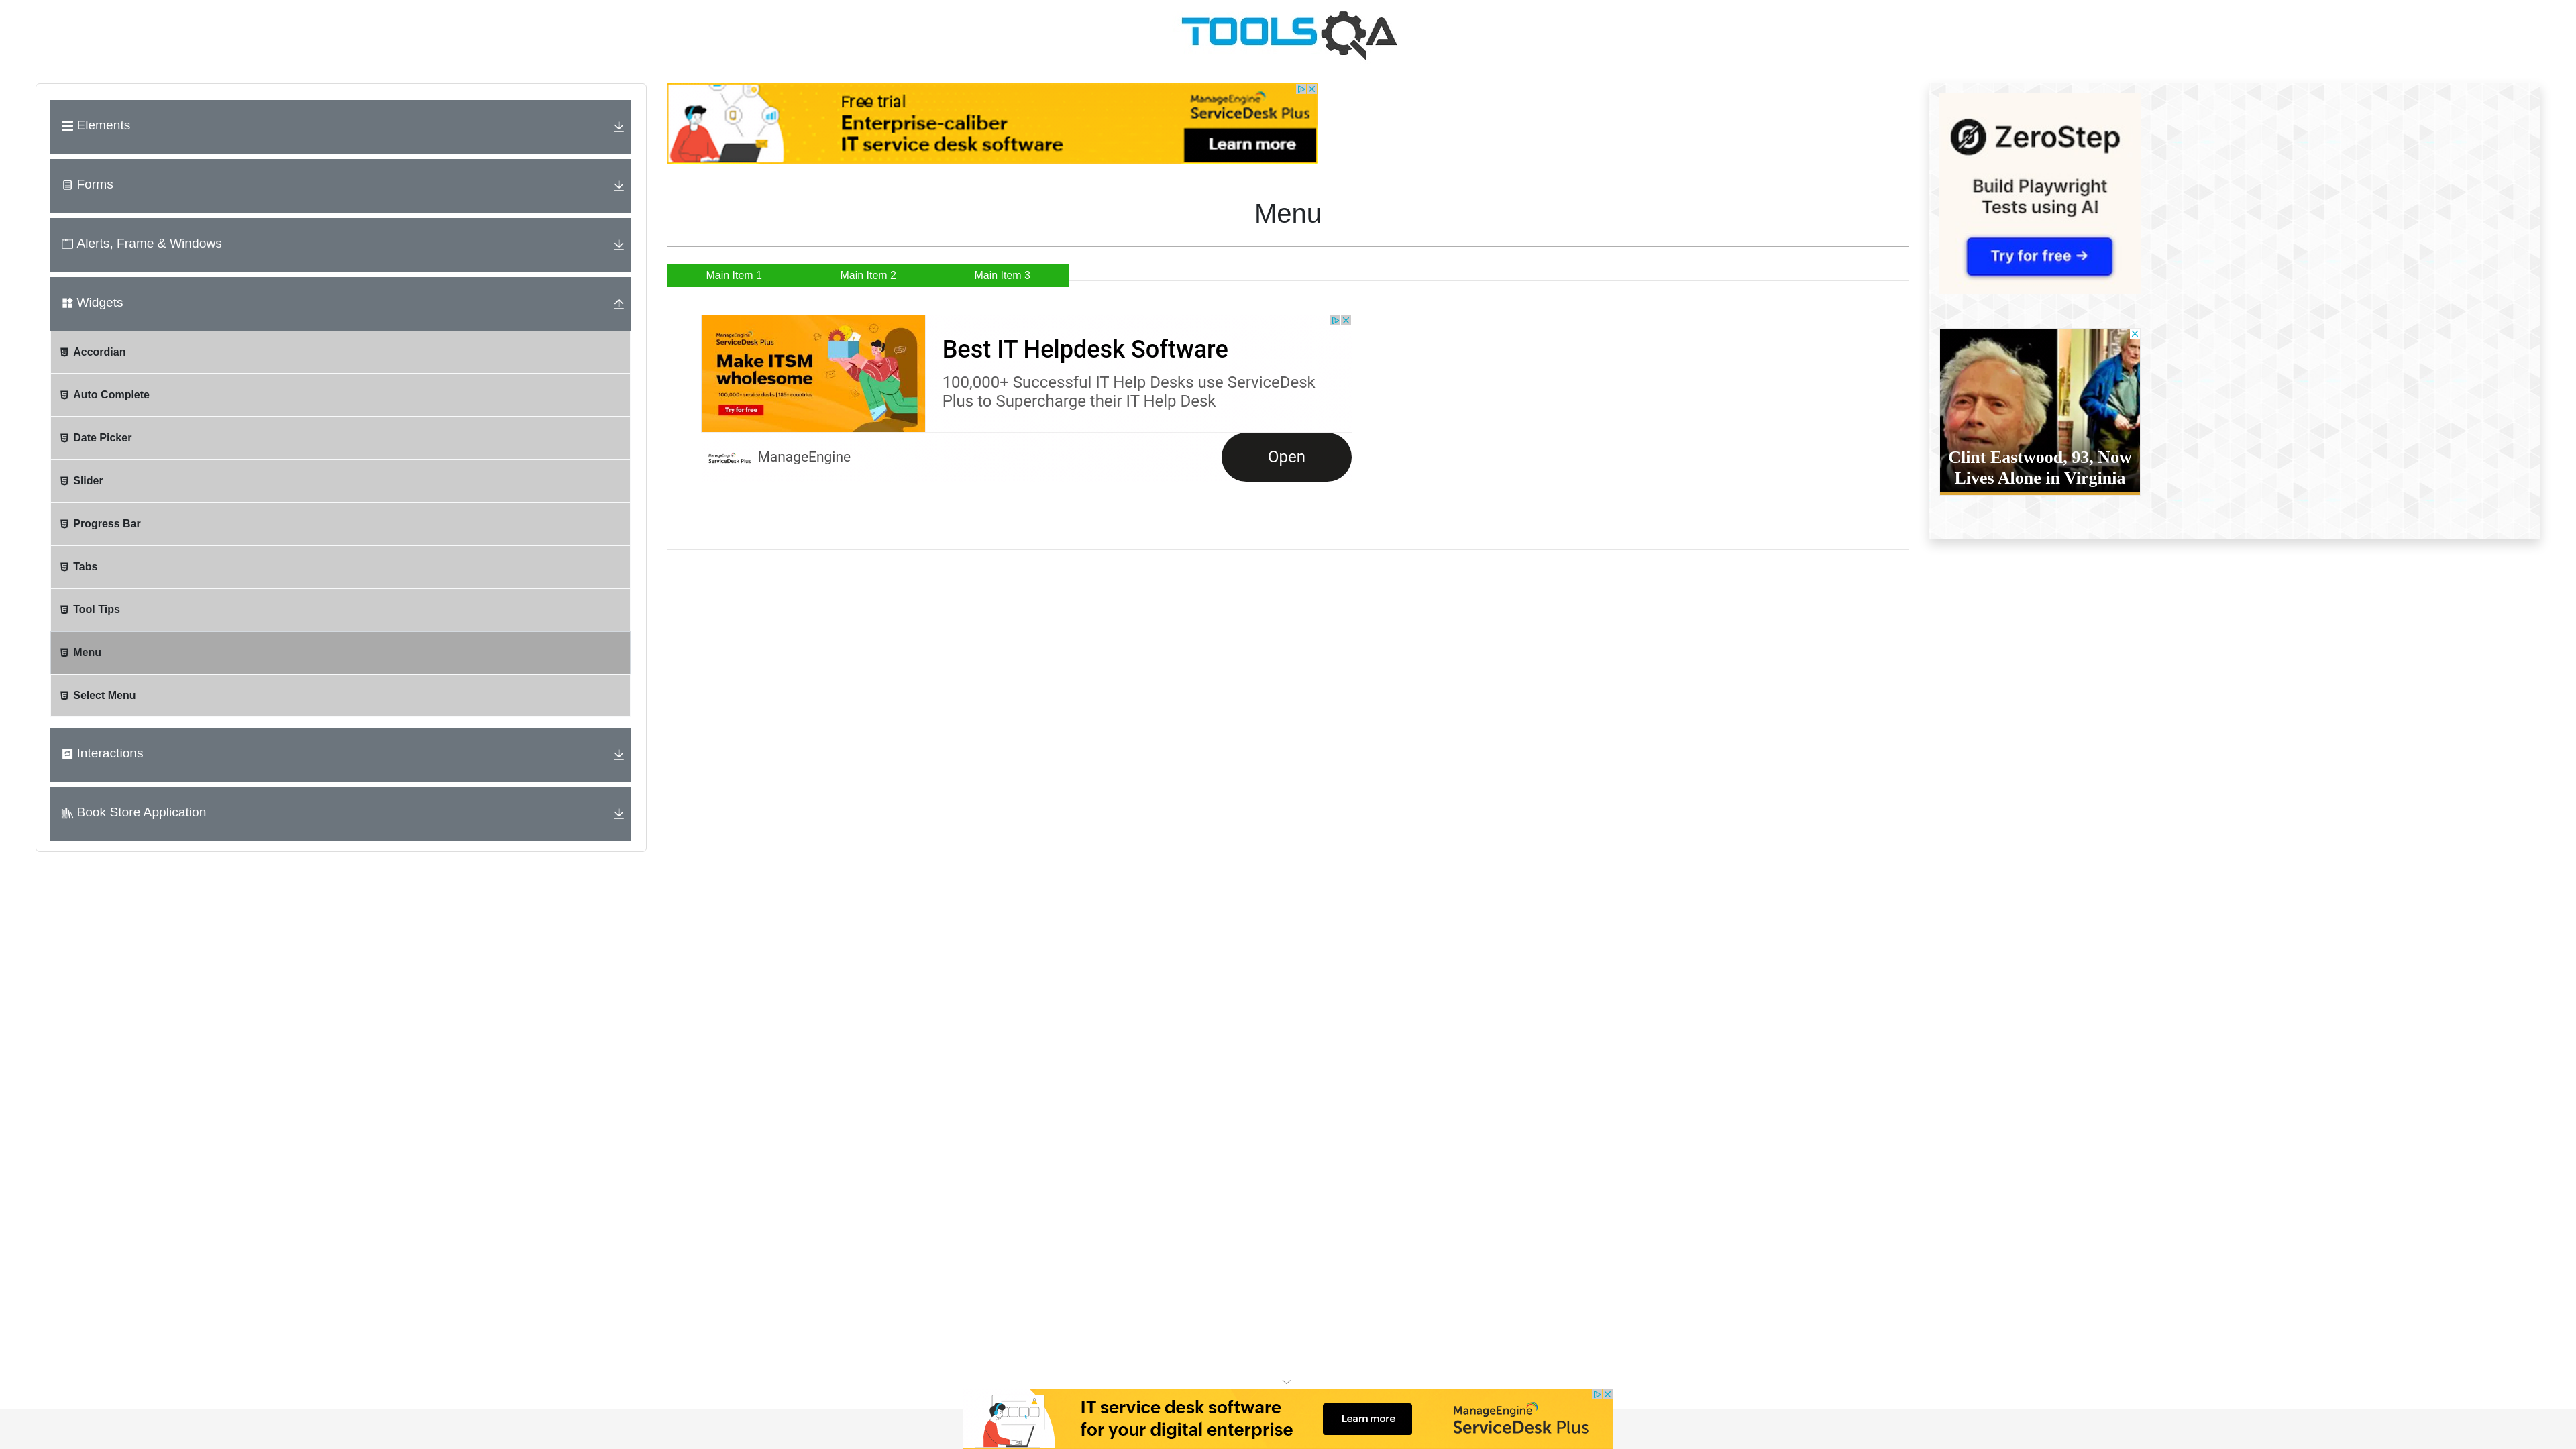 TOOLSQA
Elements
Forms
Alerts, Frame & Windows
Widgets
Accordian
Auto Complete
Date Picker
Slider
Progress Bar
Tabs
Tool Tips
Menu
Select Menu
Interactions
Book Store Application
Free trial
Enterprise-caliber
IT service desk software
ManageEngine
ServiceDesk Plus
Learn more
Menu
Main Item 1
Main Item 2
Main Item 3
ManageEngine
ServiceDesk Plus
Make ITSM
wholesome
100,000+ service desks | 185+ countries
Try for free
Best IT Helpdesk Software
100,000+ Successful IT Help Desks use ServiceDesk
Plus to Supercharge their IT Help Desk
ManageEngine
ServiceDesk Plus
ManageEngine
Open
ZeroStep
Build Playwright
Tests using AI
Try for free →
Clint Eastwood, 93, Now
Lives Alone in Virginia
IT service desk software
for your digital enterprise
Learn more
ManageEngine
ServiceDesk Plus